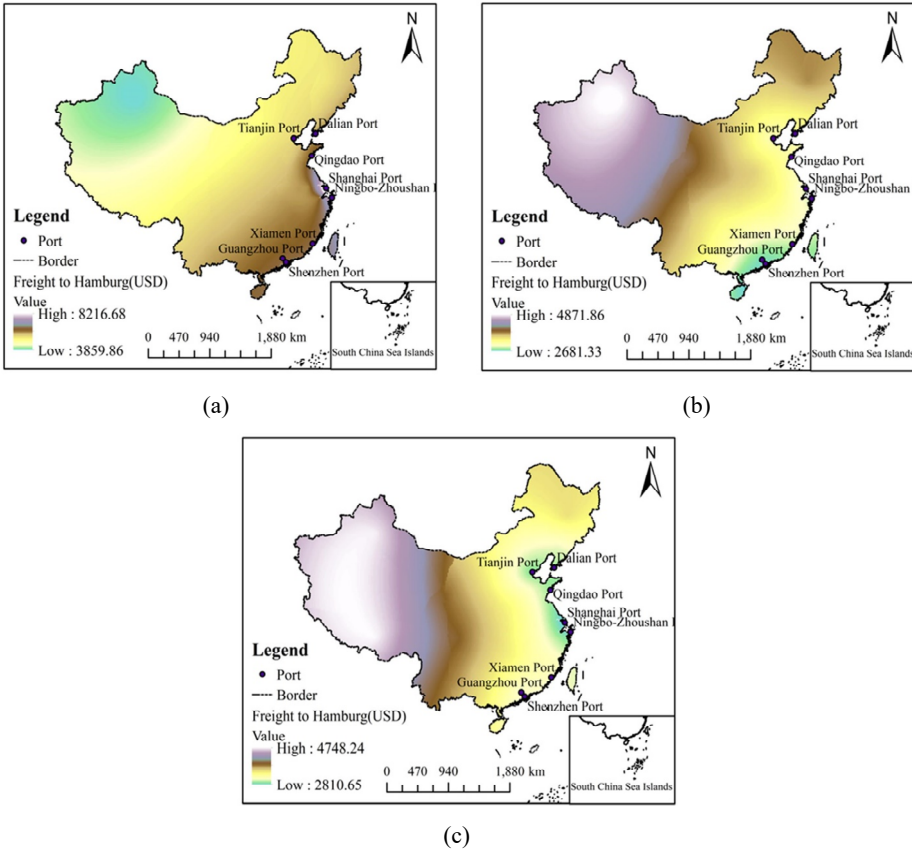 N
Tianjin Port
Dalian Port
Qingdao Port
Shanghai Port
Ningbo-Zhoushan
Legend
Port
Border
Xiamen Port
Guangzhou Port
Shenzhen Port
Freight to Hamburg(USD)
Value
High : 8216.68
Low : 3859.86
0 470 940 1,880 km
South China Sea Islands
(a)
N
Tianjin Port
Dalian Port
Qingdao Port
Shanghai Port
Ningbo-Zhoushan
Legend
Port
Border
Xiamen Port
Guangzhou Port
Shenzhen Port
Freight to Hamburg(USD)
Value
High : 4871.86
Low : 2681.33
0 470 940 1,880 km
South China Sea Islands
(b)
N
Tianjin Port
Dalian Port
Qingdao Port
Shanghai Port
Ningbo-Zhoushan
Legend
Port
Border
Xiamen Port
Guangzhou Port
Shenzhen Port
Freight to Hamburg(USD)
Value
High : 4748.24
Low : 2810.65
0 470 940 1,880 km
South China Sea Islands
(c)